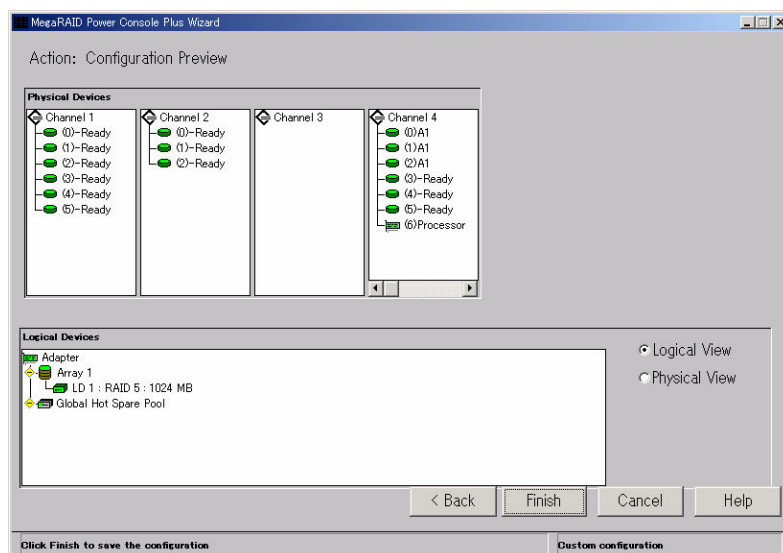 MegaRAID Power Console Plus Wizard
Action: Configuration Preview
Physical Devices
Channel 1
(0)-Ready
(1)-Ready
(2)-Ready
(3)-Ready
(4)-Ready
(5)-Ready
Channel 2
(0)-Ready
(1)-Ready
(2)-Ready
Channel 3
Channel 4
(0)A1
(1)A1
(2)A1
(3)-Ready
(4)-Ready
(5)-Ready
(6)Processor
Logical Devices
Adapter
Array 1
LD 1 : RAID 5 : 1024 MB
Global Hot Spare Pool
Logical View
Physical View
< Back
Finish
Cancel
Help
Click Finish to save the configuration
Custom configuration